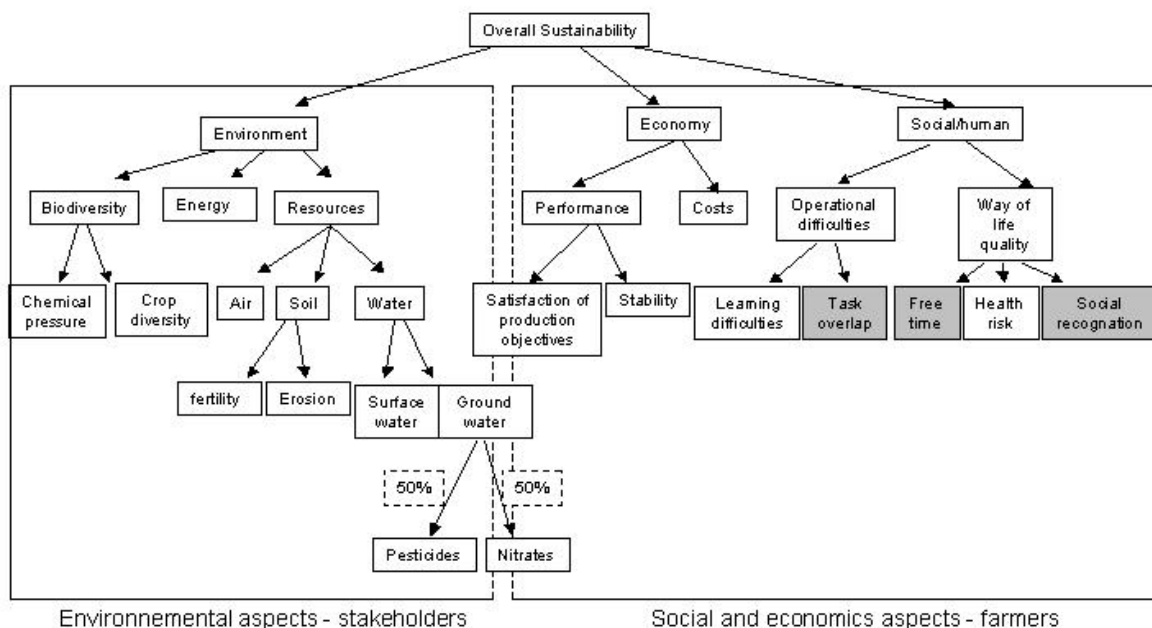 Overall Sustainability
Environment
Economy
Social/human
Biodiversity
Energy
Resources
Performance
Costs
Operational
difficulties
Way of
life
quality
Chemical
pressure
Crop
diversity
Air
Soil
Water
Satisfaction of
production
objectives
Stability
Learning
difficulties
Task
overlap
Free
time
Health
risk
Social
recognation
fertility
Erosion
Surface
water
Ground
water
50%
50%
Pesticides
Nitrates
Environnemental aspects - stakeholders
Social and economics aspects - farmers